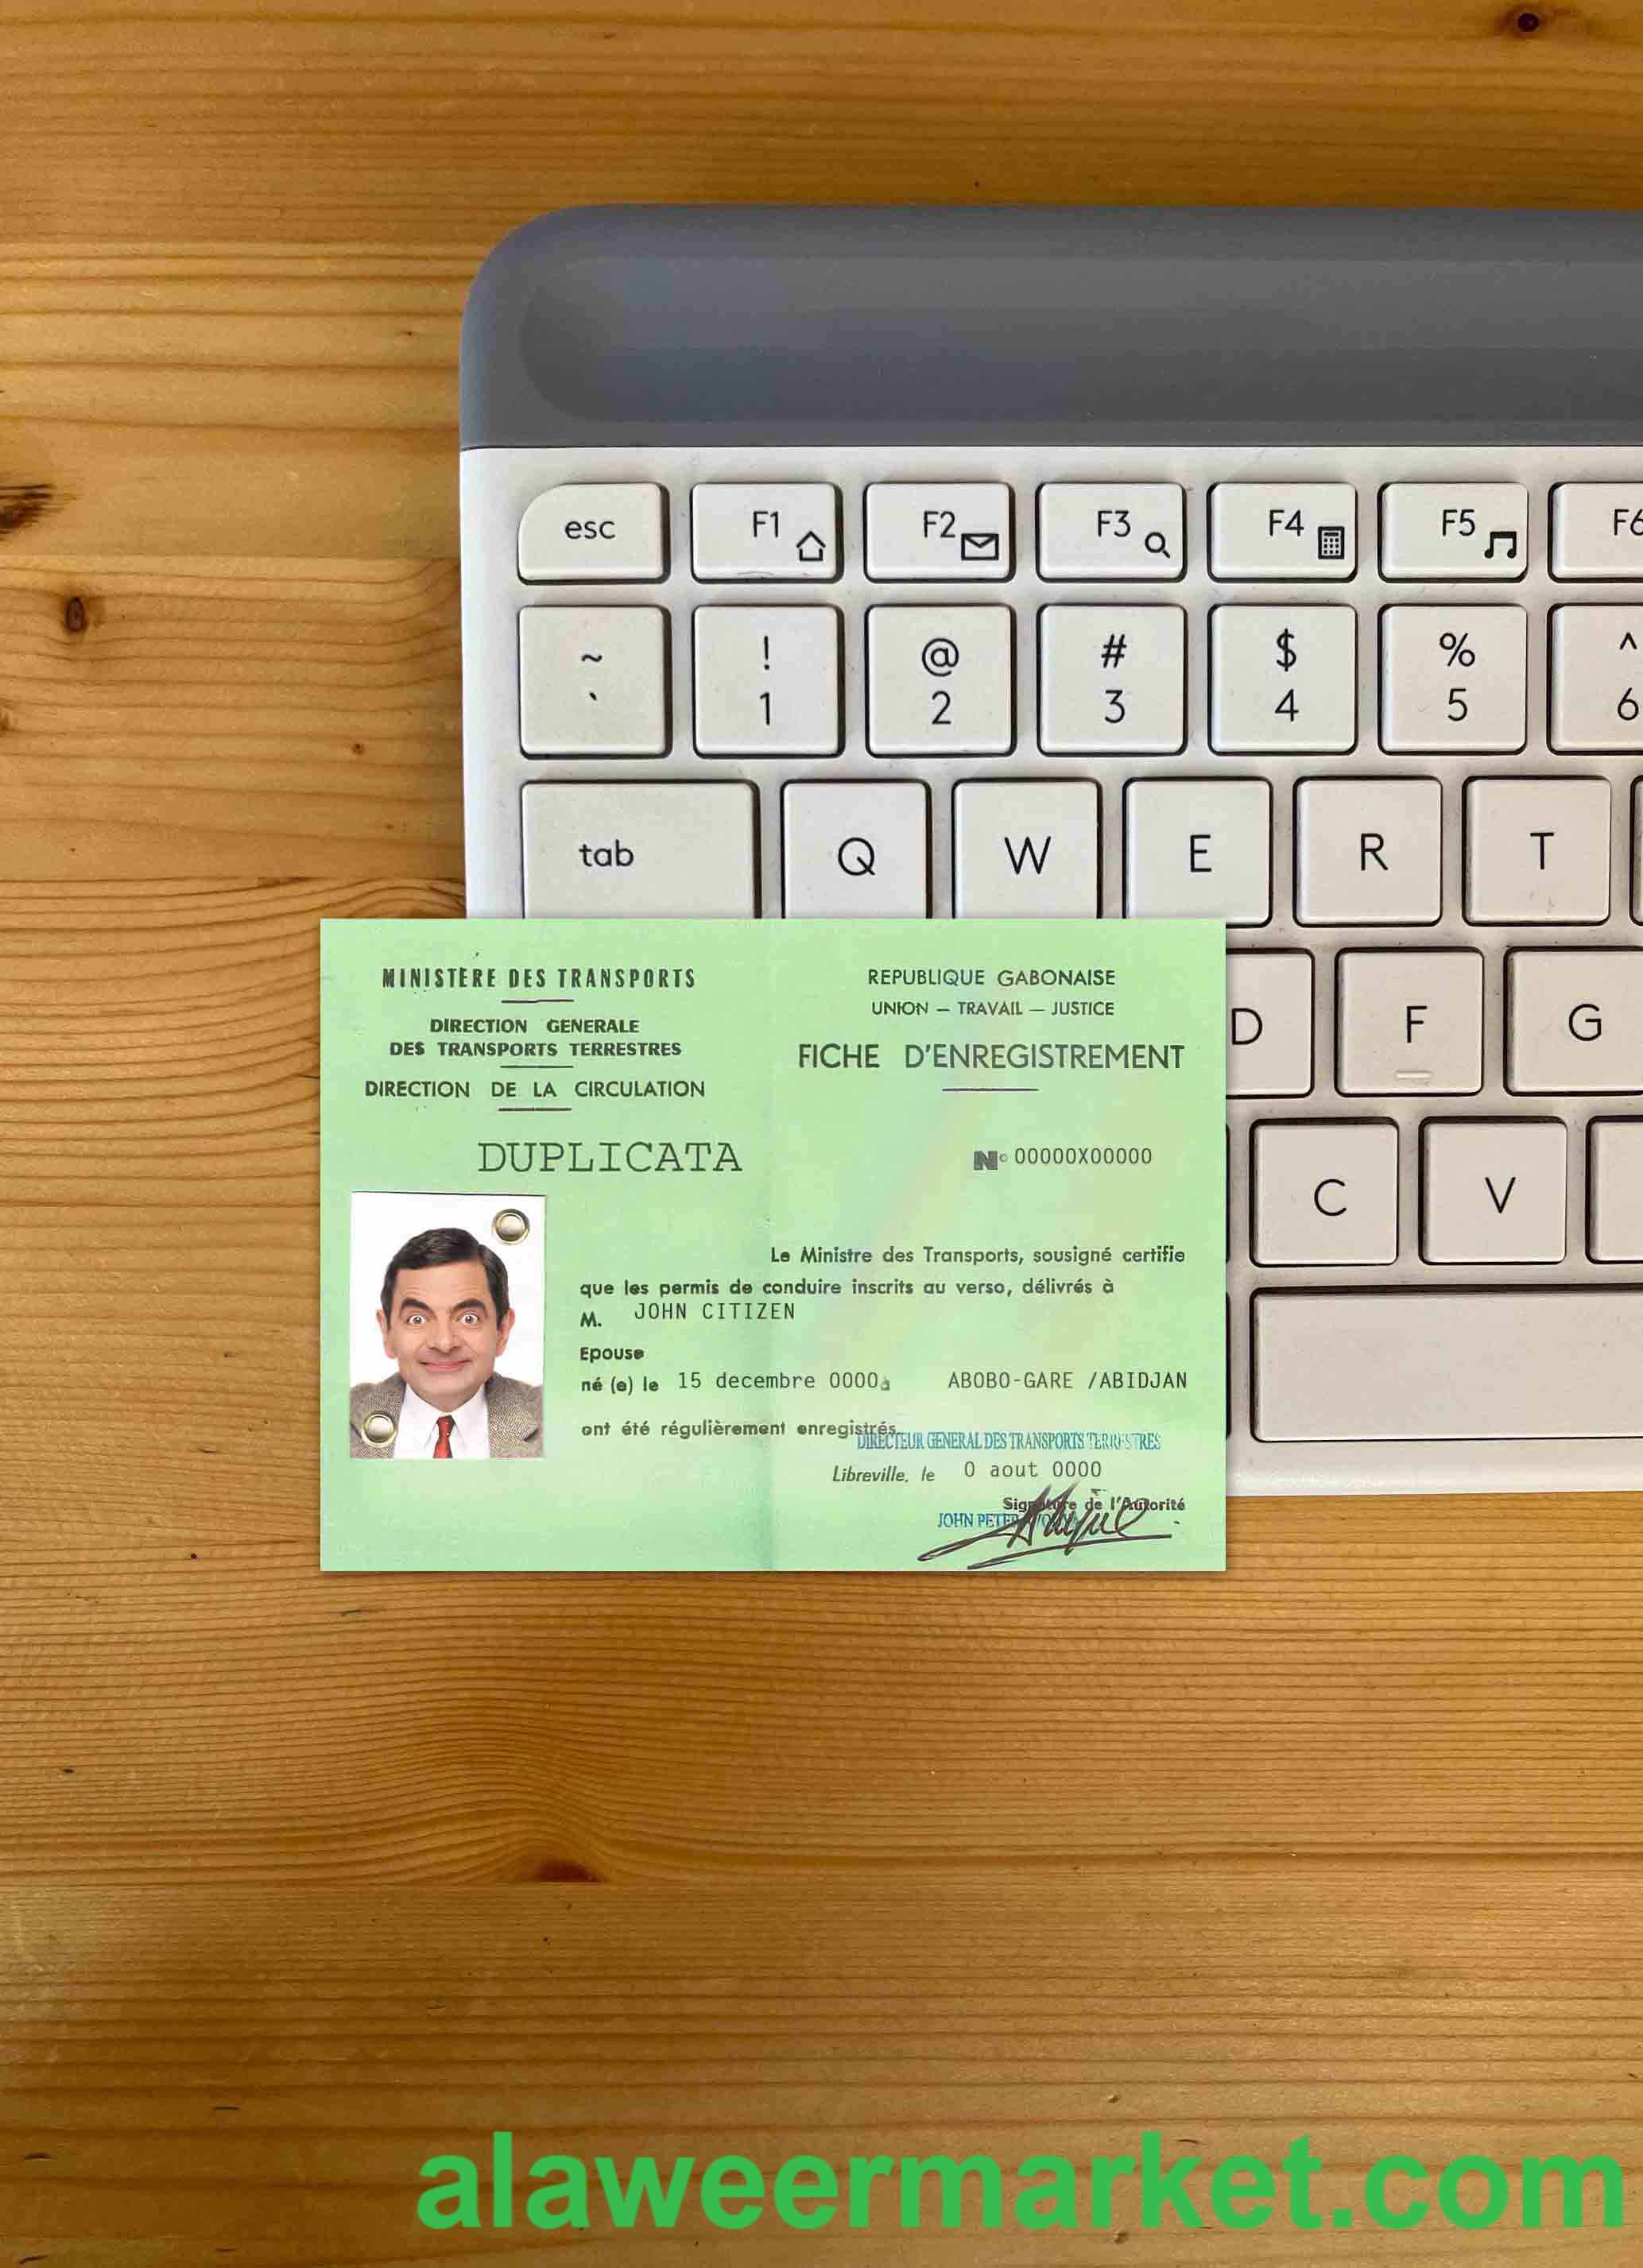 esc F1 F2 F3 F4 F5 F6
~ ! @ # $ % ^
` 1 2 3 4 5 6
tab Q W E R T
D F G
C V
MINISTÈRE DES TRANSPORTS
DIRECTION GENERALE
DES TRANSPORTS TERRESTRES
DIRECTION DE LA CIRCULATION
DUPLICATA
REPUBLIQUE GABONAISE
UNION — TRAVAIL — JUSTICE
FICHE D'ENREGISTREMENT
N° 00000X00000
Le Ministre des Transports, sousigné certifie
que les permis de conduire inscrits au verso, délivrés à
M. JOHN CITIZEN
Epouse
né (e) le 15 decembre 0000 à ABOBO-GARE /ABIDJAN
ont été régulièrement enregistrés
DIRECTEUR GENERAL DES TRANSPORTS TERRESTRES
Libreville, le 0 aout 0000
Signature de l'Autorité
JOHN PETER
alaweermarket.com